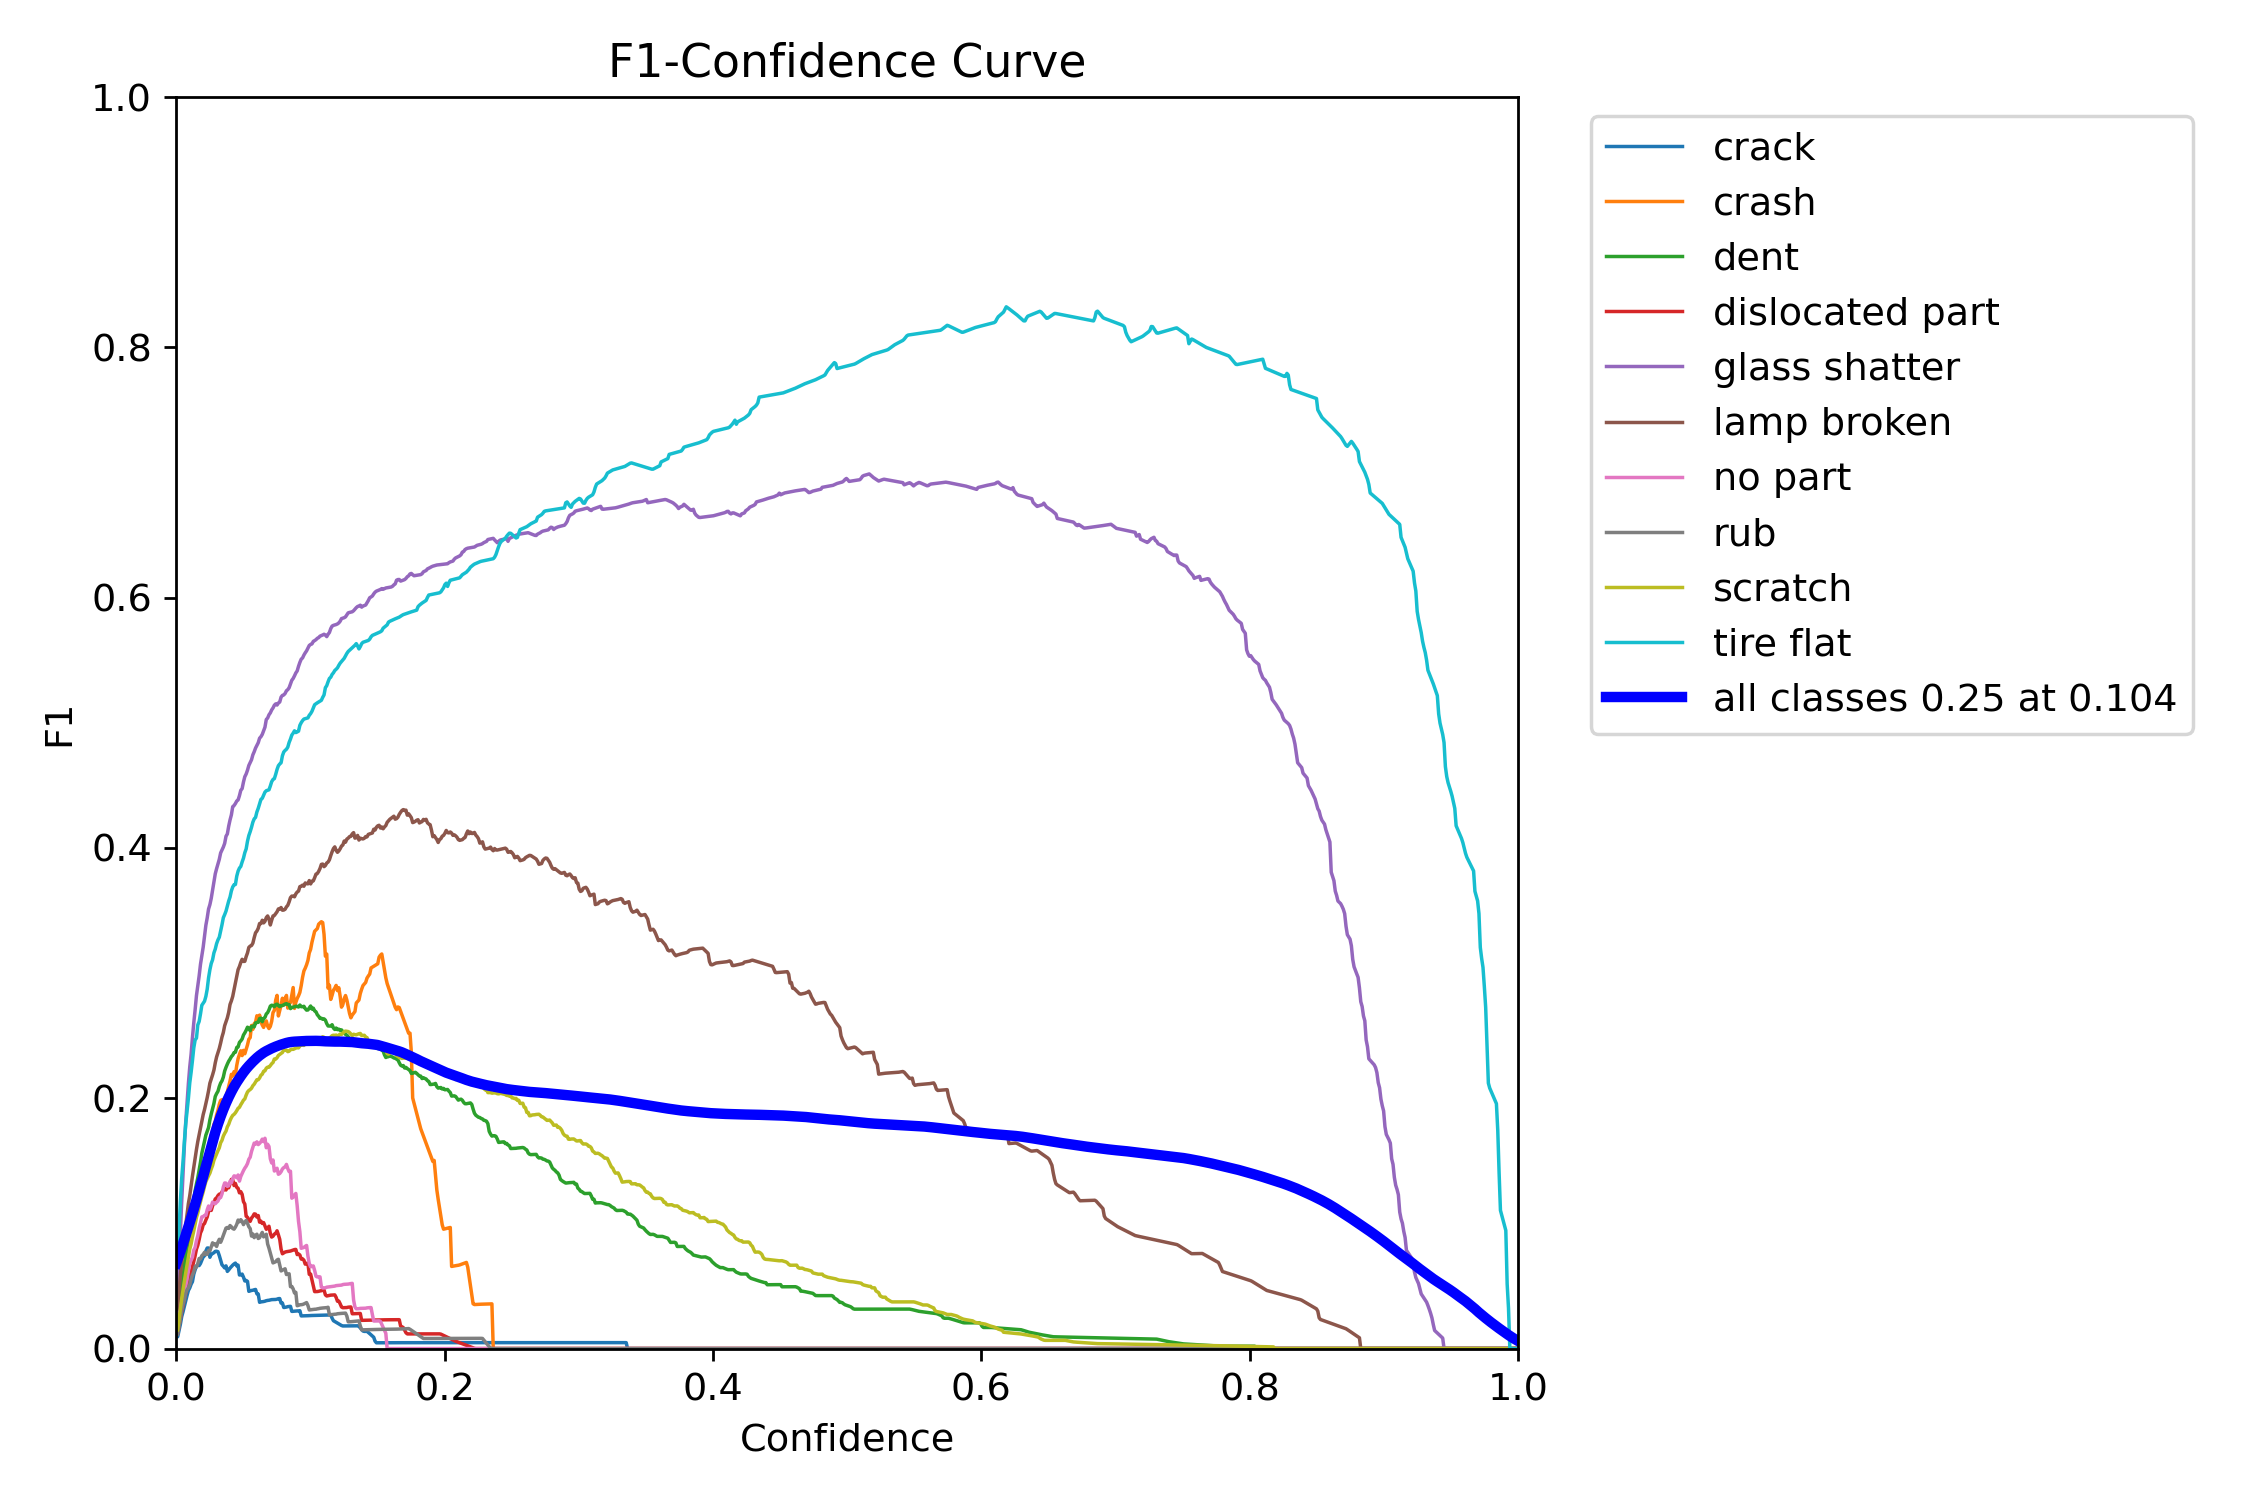 F1-Confidence Curve
1.0
0.8
0.6
0.4
0.2
0.0
F1
0.0 0.2 0.4 0.6 0.8 1.0
Confidence
crack
crash
dent
dislocated part
glass shatter
lamp broken
no part
rub
scratch
tire flat
all classes 0.25 at 0.104